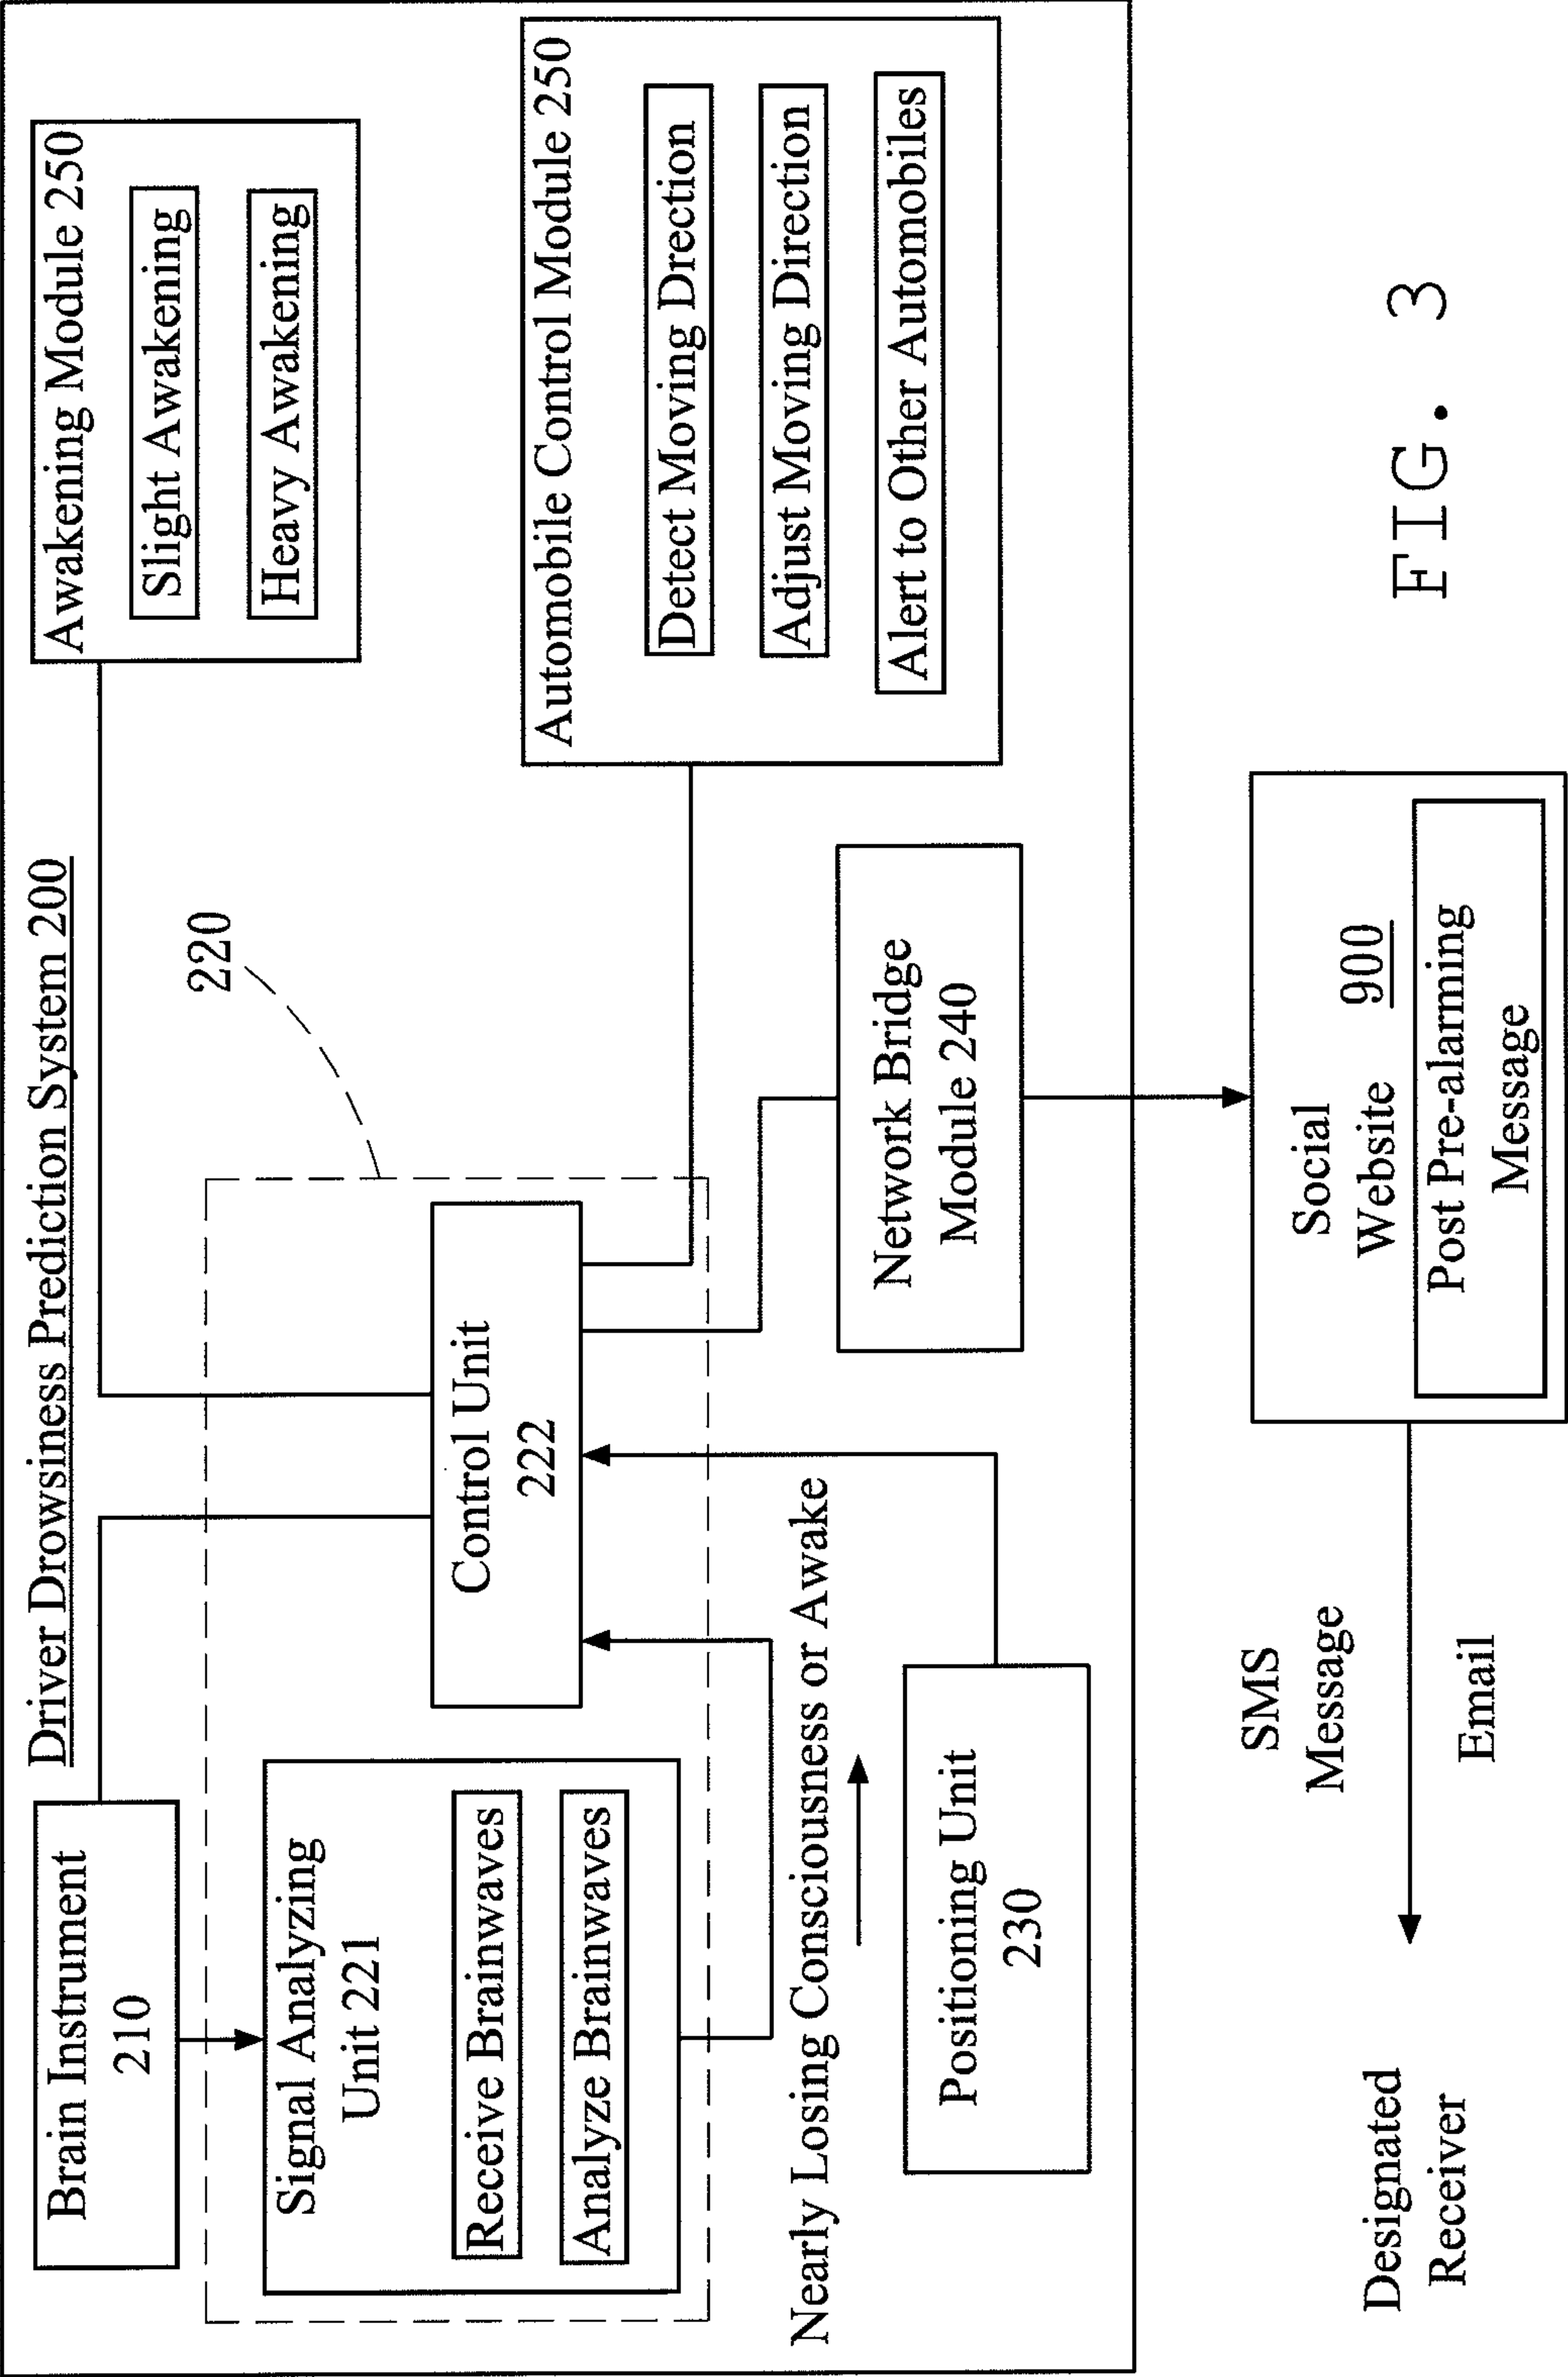 Driver Drowsiness Prediction System 200
Brain Instrument
210
Awakening Module 250
Slight Awakening
Heavy Awakening
220
Signal Analyzing
Unit 221
Receive Brainwaves
Analyze Brainwaves
Control Unit
222
Automobile Control Module 250
Detect Moving Drection
Adjust Moving Direction
Alert to Other Automobiles
Nearly Losing Consciousness or Awake
Positioning Unit
230
Network Bridge
Module 240
Social
Website 900
Post Pre-alarming
Message
SMS
Message
Email
Designated
Receiver
FIG. 3